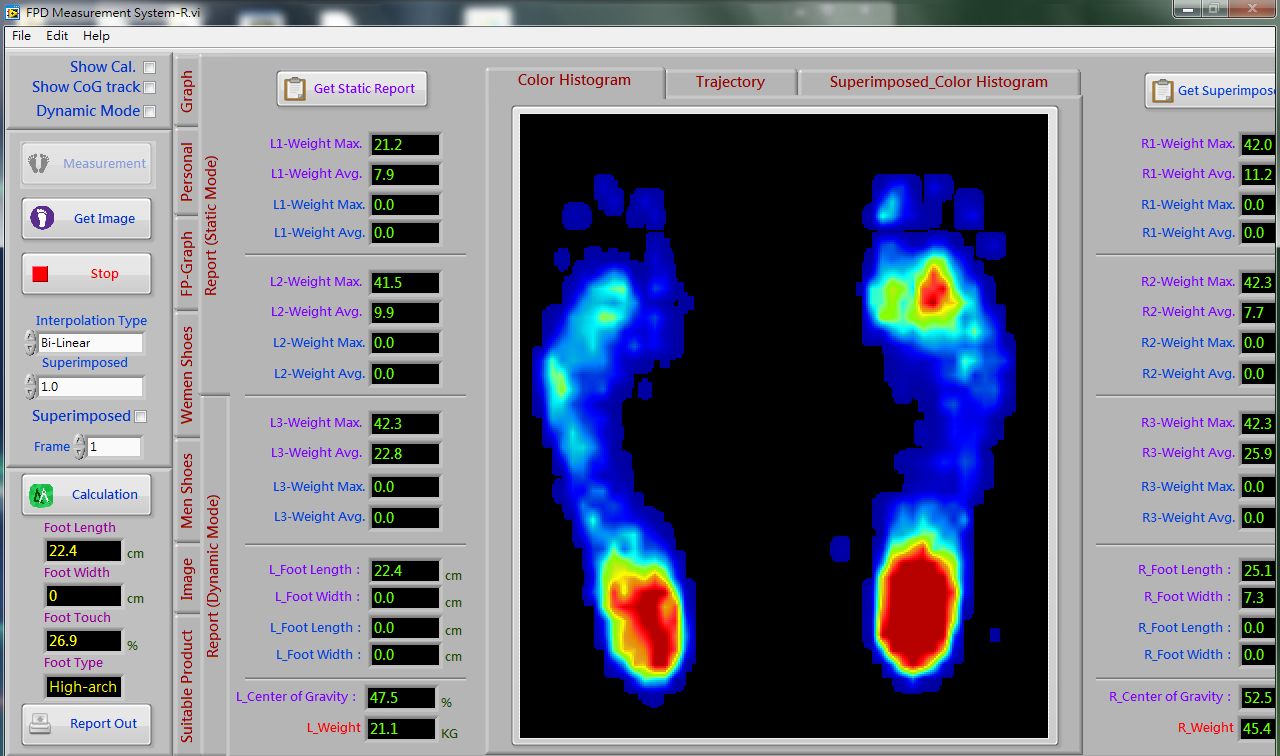 FPD Measurement System-R.vi
File Edit Help
Show Cal.
Show CoG track
Dynamic Mode
Measurement
Get Image
Stop
Interpolation Type
Bi-Linear
Superimposed
1.0
Superimposed
Frame 1
Calculation
Foot Length
22.4 cm
Foot Width
0 cm
Foot Touch
26.9 %
Foot Type
High-arch
Report Out
Graph
Personal
FP-Graph
Wemen Shoes
Men Shoes
Image
Suitable Product
Report (Static Mode)
Report (Dynamic Mode)
Get Static Report
L1-Weight Max. 21.2
L1-Weight Avg. 7.9
L1-Weight Max. 0.0
L1-Weight Avg. 0.0
L2-Weight Max. 41.5
L2-Weight Avg. 9.9
L2-Weight Max. 0.0
L2-Weight Avg. 0.0
L3-Weight Max. 42.3
L3-Weight Avg. 22.8
L3-Weight Max. 0.0
L3-Weight Avg. 0.0
L_Foot Length : 22.4 cm
L_Foot Width : 0.0 cm
L_Foot Length : 0.0 cm
L_Foot Width : 0.0 cm
L_Center of Gravity : 47.5 %
L_Weight 21.1 KG
Color Histogram
Trajectory
Superimposed_Color Histogram
Get Superimpose
R1-Weight Max. 42.0
R1-Weight Avg. 11.2
R1-Weight Max. 0.0
R1-Weight Avg. 0.0
R2-Weight Max. 42.3
R2-Weight Avg. 7.7
R2-Weight Max. 0.0
R2-Weight Avg. 0.0
R3-Weight Max. 42.3
R3-Weight Avg. 25.9
R3-Weight Max. 0.0
R3-Weight Avg. 0.0
R_Foot Length : 25.1
R_Foot Width : 7.3
R_Foot Length : 0.0
R_Foot Width : 0.0
R_Center of Gravity : 52.5
R_Weight 45.4